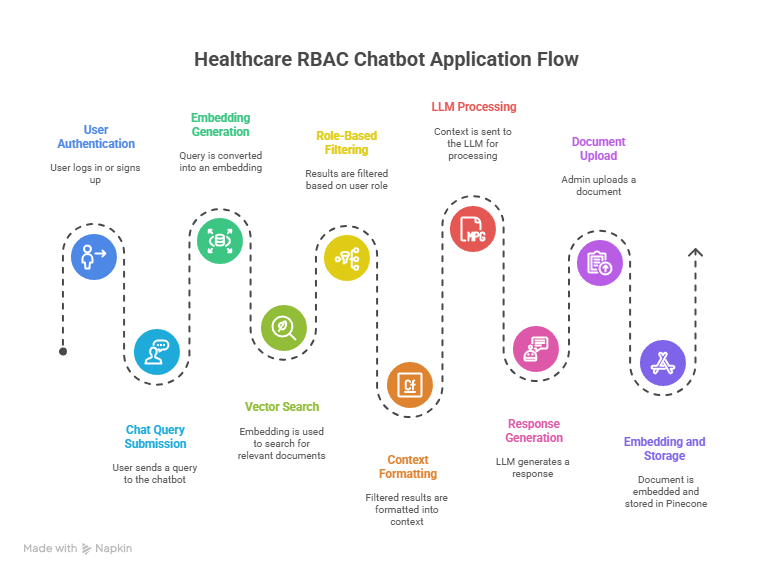 Healthcare RBAC Chatbot Application Flow
User
Authentication
User logs in or signs
up
Chat Query
Submission
User sends a query
to the chatbot
Embedding
Generation
Query is converted
into an embedding
Vector Search
Embedding is used
to search for
relevant documents
Role-Based
Filtering
Results are filtered
based on user role
Cf
Context
Formatting
Filtered results are
formatted into
context
LLM Processing
Context is sent to
the LLM for
processing
MPG
Response
Generation
LLM generates a
response
Document
Upload
Admin uploads a
document
Embedding and
Storage
Document is
embedded and
stored in Pinecone
Made with Napkin